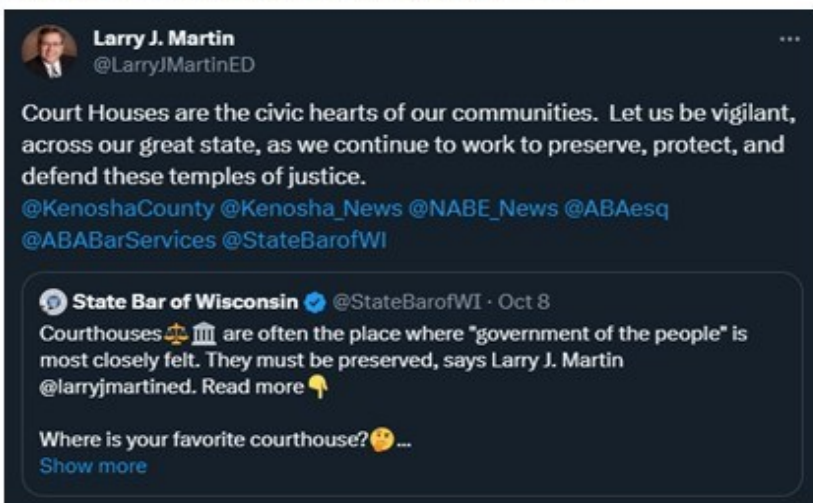 Larry J. Martin
@LarryJMartinED
Court Houses are the civic hearts of our communities. Let us be vigilant,
across our great state, as we continue to work to preserve, protect, and
defend these temples of justice.
@KenoshaCounty @Kenosha_News @NABE_News @ABAesq
@ABABarServices @StateBarofWI
State Bar of Wisconsin @StateBarofWI · Oct 8
Courthouses⚖️🏛️ are often the place where "government of the people" is
most closely felt. They must be preserved, says Larry J. Martin
@larryjmartined. Read more👇
Where is your favorite courthouse?🤔...
Show more